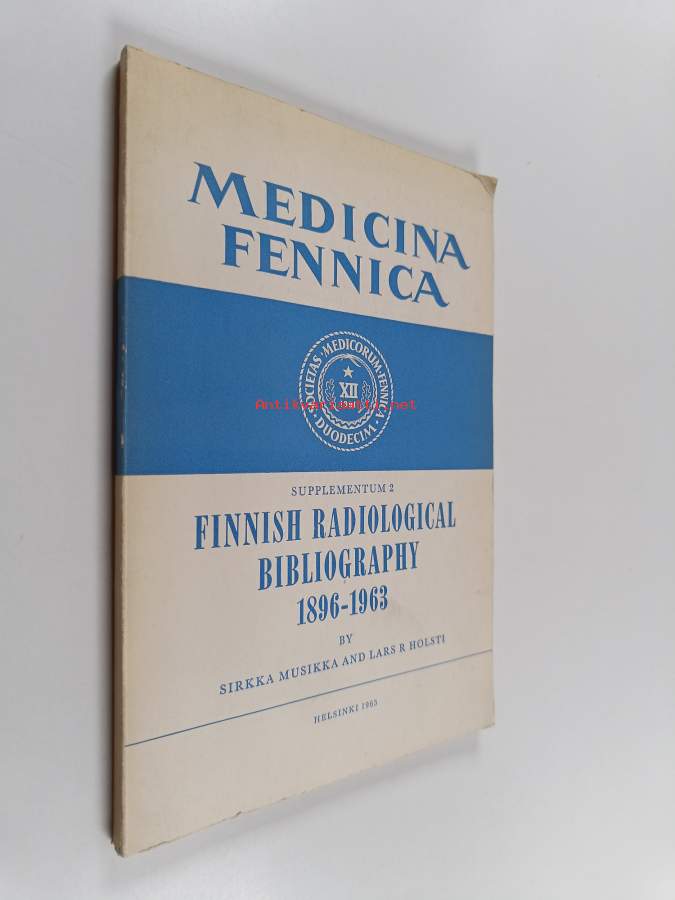 MEDICINA
FENNICA
SOCIETAS · MEDICORUM · FENNICA · DUODECIM ·
XII
Antikvariaatti.net
SUPPLEMENTUM 2
FINNISH RADIOLOGICAL
BIBLIOGRAPHY
1896-1963
BY
SIRKKA MUSIKKA AND LARS R HOLSTI
HELSINKI 1963